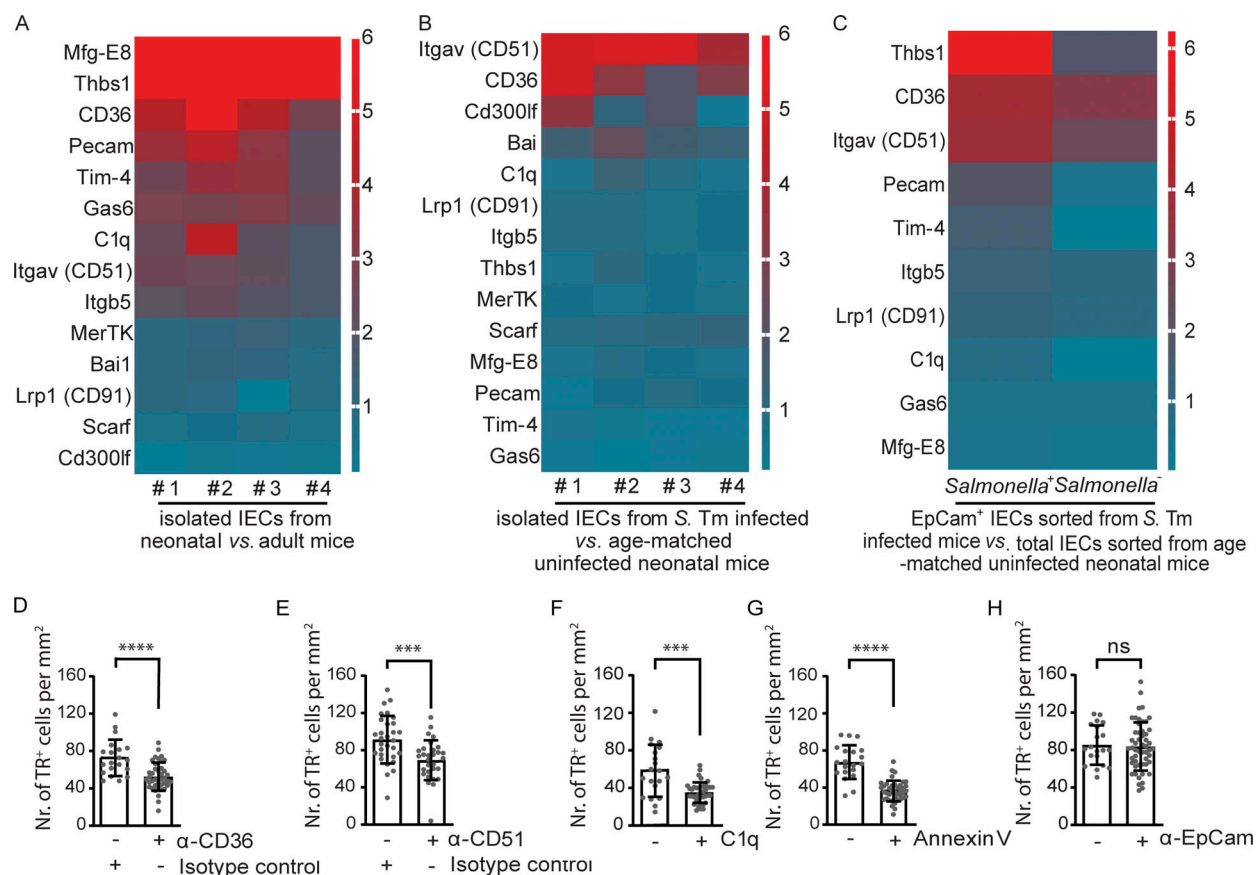 A
Mfg-E8
Thbs1
CD36
Pecam
Tim-4
Gas6
C1q
Itgav (CD51)
Itgb5
MerTK
Bai1
Lrp1 (CD91)
Scarf
Cd300lf
6
5
4
3
2
1
# 1 #2 # 3 #4
isolated IECs from
neonatal vs. adult mice
B
Itgav (CD51)
CD36
Cd300lf
Bai
C1q
Lrp1 (CD91)
Itgb5
Thbs1
MerTK
Scarf
Mfg-E8
Pecam
Tim-4
Gas6
6
5
4
3
2
1
# 1 #2 # 3 #4
isolated IECs from S. Tm infected
vs. age-matched
uninfected neonatal mice
C
Thbs1
CD36
Itgav (CD51)
Pecam
Tim-4
Itgb5
Lrp1 (CD91)
C1q
Gas6
Mfg-E8
6
5
4
3
2
1
Salmonella⁺ Salmonella⁻
EpCam⁺ IECs sorted from S. Tm
infected mice vs. total IECs sorted from age
-matched uninfected neonatal mice
D
Nr. of TR⁺ cells per mm²
160
120
80
40
0
****
- + α-CD36
+ - Isotype control
E
Nr. of TR⁺ cells per mm²
160
120
80
40
0
***
- + α-CD51
+ - Isotype control
F
Nr. of TR⁺ cells per mm²
160
120
80
40
0
***
- + C1q
G
Nr. of TR⁺ cells per mm²
160
120
80
40
0
****
- + Annexin V
H
Nr. of TR⁺ cells per mm²
160
120
80
40
0
ns
- + α-EpCam